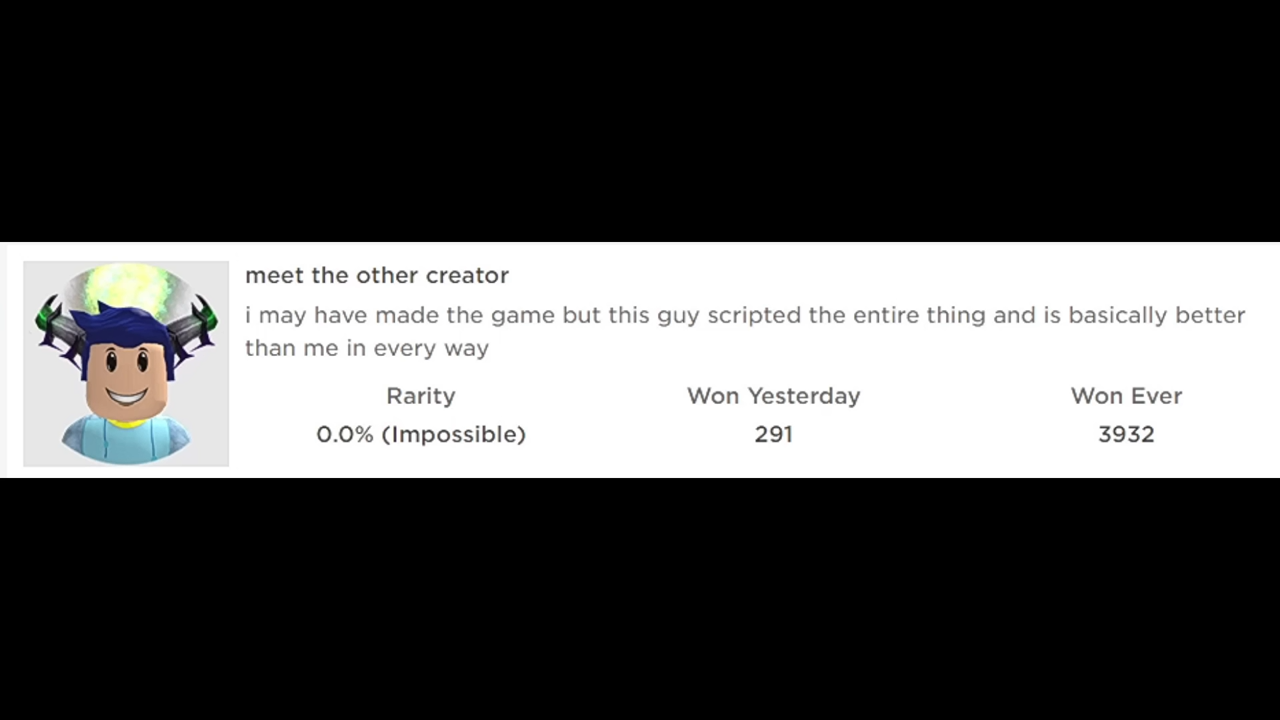 meet the other creator
i may have made the game but this guy scripted the entire thing and is basically better
than me in every way
Rarity Won Yesterday Won Ever
0.0% (Impossible) 291 3932